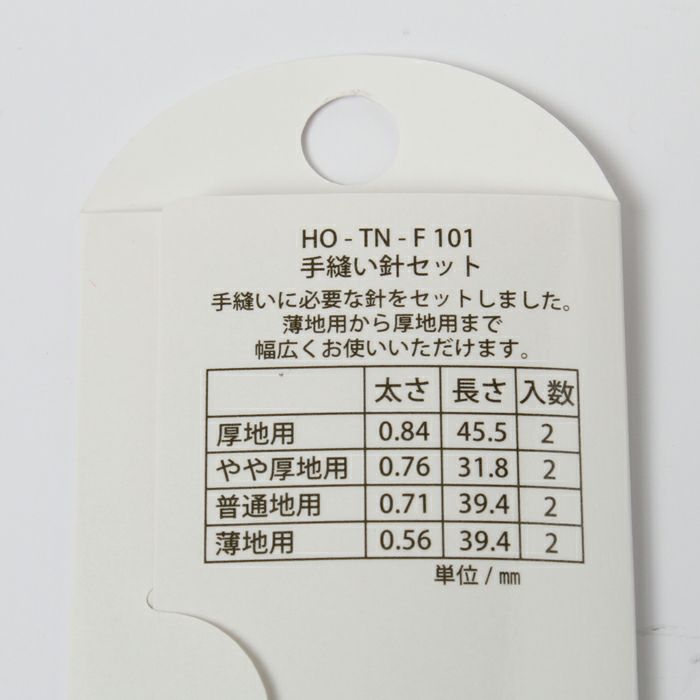 HO - TN - F 101
手縫い針セット
手縫いに必要な針をセットしました。
薄地用から厚地用まで
幅広くお使いいただけます。
太さ 長さ 入数
厚地用 0.84 45.5 2
やや厚地用 0.76 31.8 2
普通地用 0.71 39.4 2
薄地用 0.56 39.4 2
単位 / ㎜